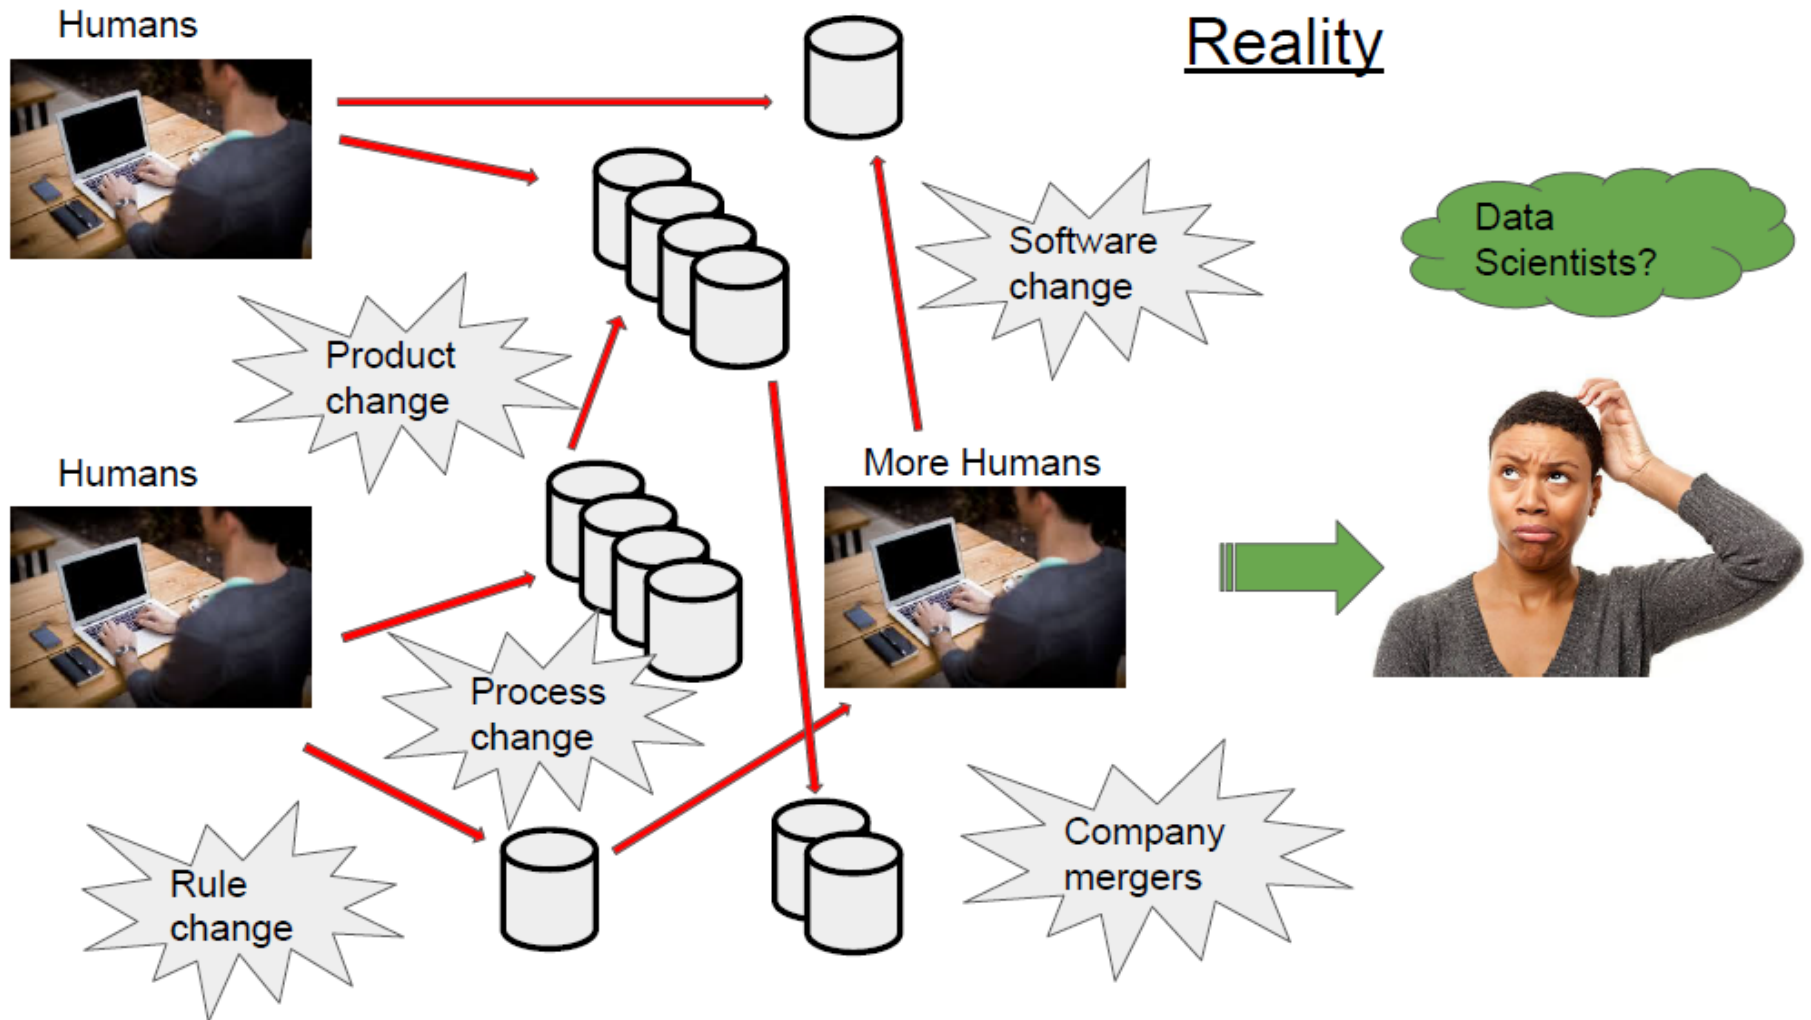 Humans
Reality
Software
change
Data
Scientists?
Product
change
Humans
More Humans
Process
change
Rule
change
Company
mergers